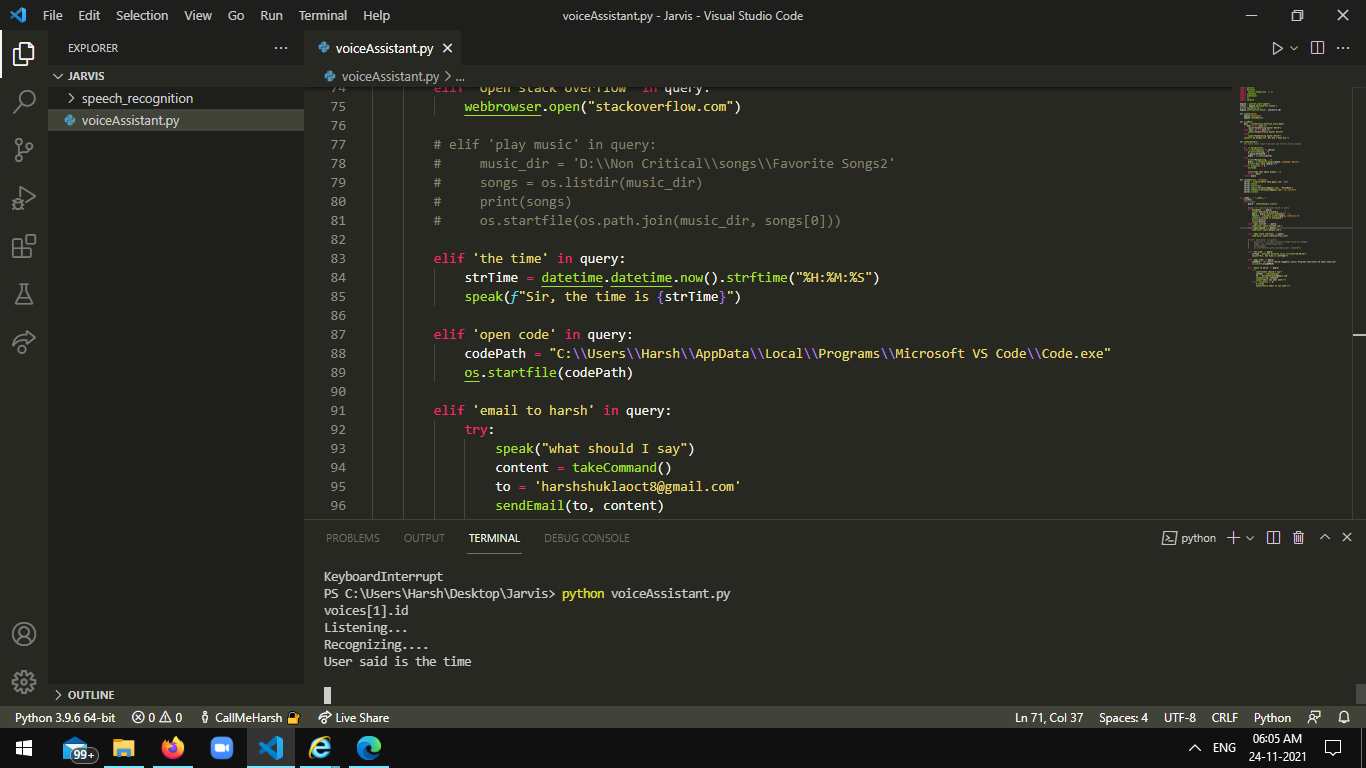 File Edit Selection View Go Run Terminal Help
voiceAssistant.py - Jarvis - Visual Studio Code
EXPLORER
JARVIS
speech_recognition
voiceAssistant.py
OUTLINE
voiceAssistant.py
voiceAssistant.py > ...
74 elif 'open stack overflow' in query:
75 webbrowser.open("stackoverflow.com")
76
77 # elif 'play music' in query:
78 #     music_dir = 'D:\\Non Critical\\songs\\Favorite Songs2'
79 #     songs = os.listdir(music_dir)
80 #     print(songs)
81 #     os.startfile(os.path.join(music_dir, songs[0]))
82
83 elif 'the time' in query:
84 strTime = datetime.datetime.now().strftime("%H:%M:%S")
85 speak(f"Sir, the time is {strTime}")
86
87 elif 'open code' in query:
88 codePath = "C:\\Users\\Harsh\\AppData\\Local\\Programs\\Microsoft VS Code\\Code.exe"
89 os.startfile(codePath)
90
91 elif 'email to harsh' in query:
92 try:
93 speak("what should I say")
94 content = takeCommand()
95 to = 'harshshuklaoct8@gmail.com'
96 sendEmail(to, content)
PROBLEMS OUTPUT TERMINAL DEBUG CONSOLE
python
KeyboardInterrupt
PS C:\Users\Harsh\Desktop\Jarvis> python voiceAssistant.py
voices[1].id
Listening...
Recognizing....
User said is the time
Python 3.9.6 64-bit 0 0 CallMeHarsh Live Share
Ln 71, Col 37 Spaces: 4 UTF-8 CRLF Python
99+
ENG
06:05 AM
24-11-2021